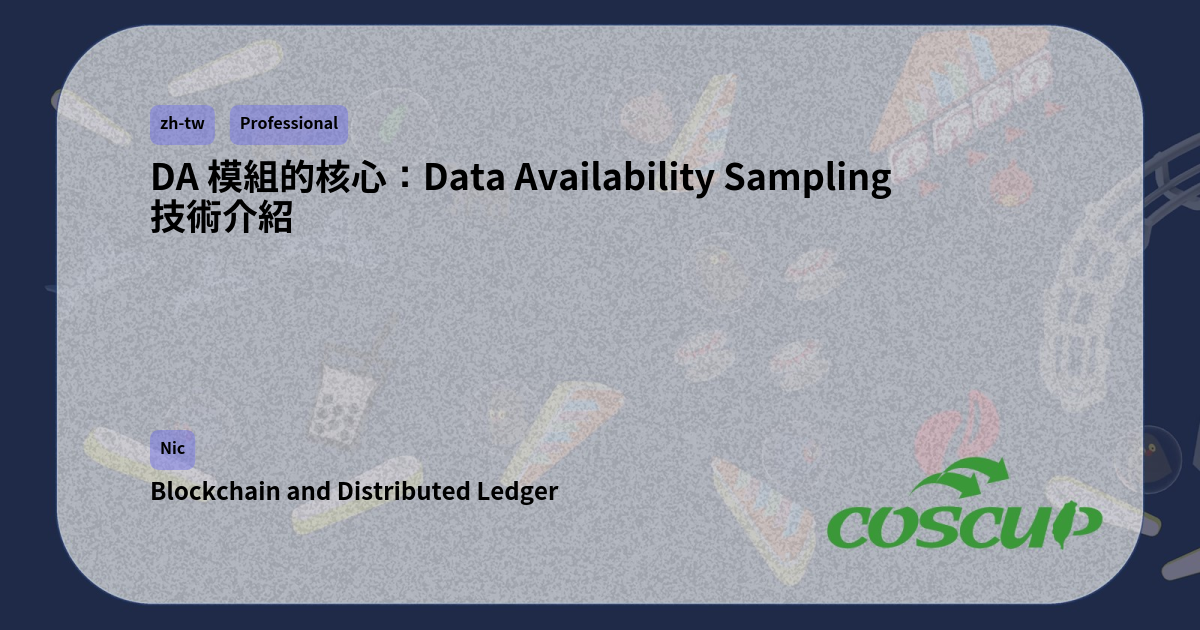 zh-tw
Professional
DA 模組的核心：Data Availability Sampling
技術介紹
Nic
Blockchain and Distributed Ledger
COSCUP